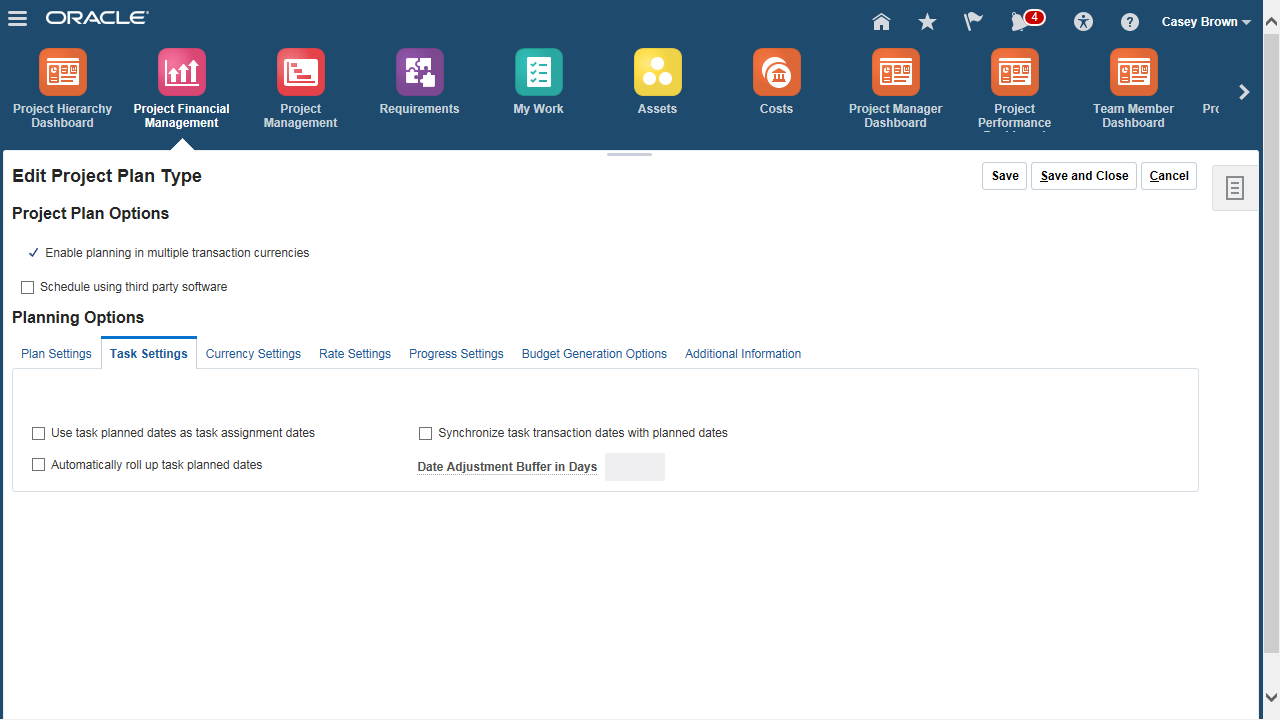 ORACLE
4
Casey Brown
Project Hierarchy
Dashboard
Project Financial
Management
Project
Management
Requirements
My Work
Assets
Costs
Project Manager
Dashboard
Project
Performance
Team Member
Dashboard
Edit Project Plan Type
Save
Save and Close
Cancel
Project Plan Options
Enable planning in multiple transaction currencies
Schedule using third party software
Planning Options
Plan Settings
Task Settings
Currency Settings
Rate Settings
Progress Settings
Budget Generation Options
Additional Information
Use task planned dates as task assignment dates
Synchronize task transaction dates with planned dates
Automatically roll up task planned dates
Date Adjustment Buffer in Days